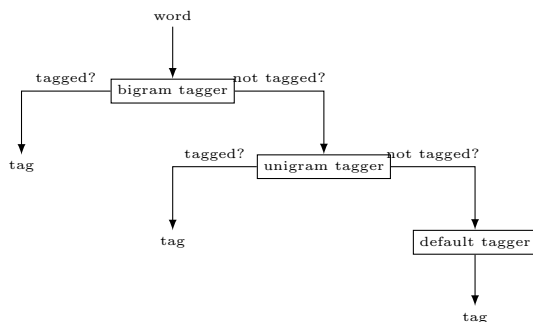 word
tagged?
not tagged?
bigram tagger
tag
tagged?
not tagged?
unigram tagger
tag
default tagger
tag